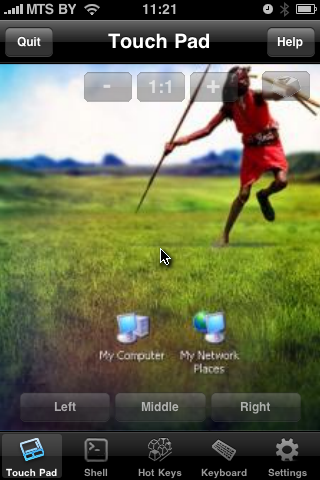 MTS BY 11:21
Quit Touch Pad Help
- 1:1 +
My Computer My Network
Places
Left Middle Right
Touch Pad Shell Hot Keys Keyboard Settings